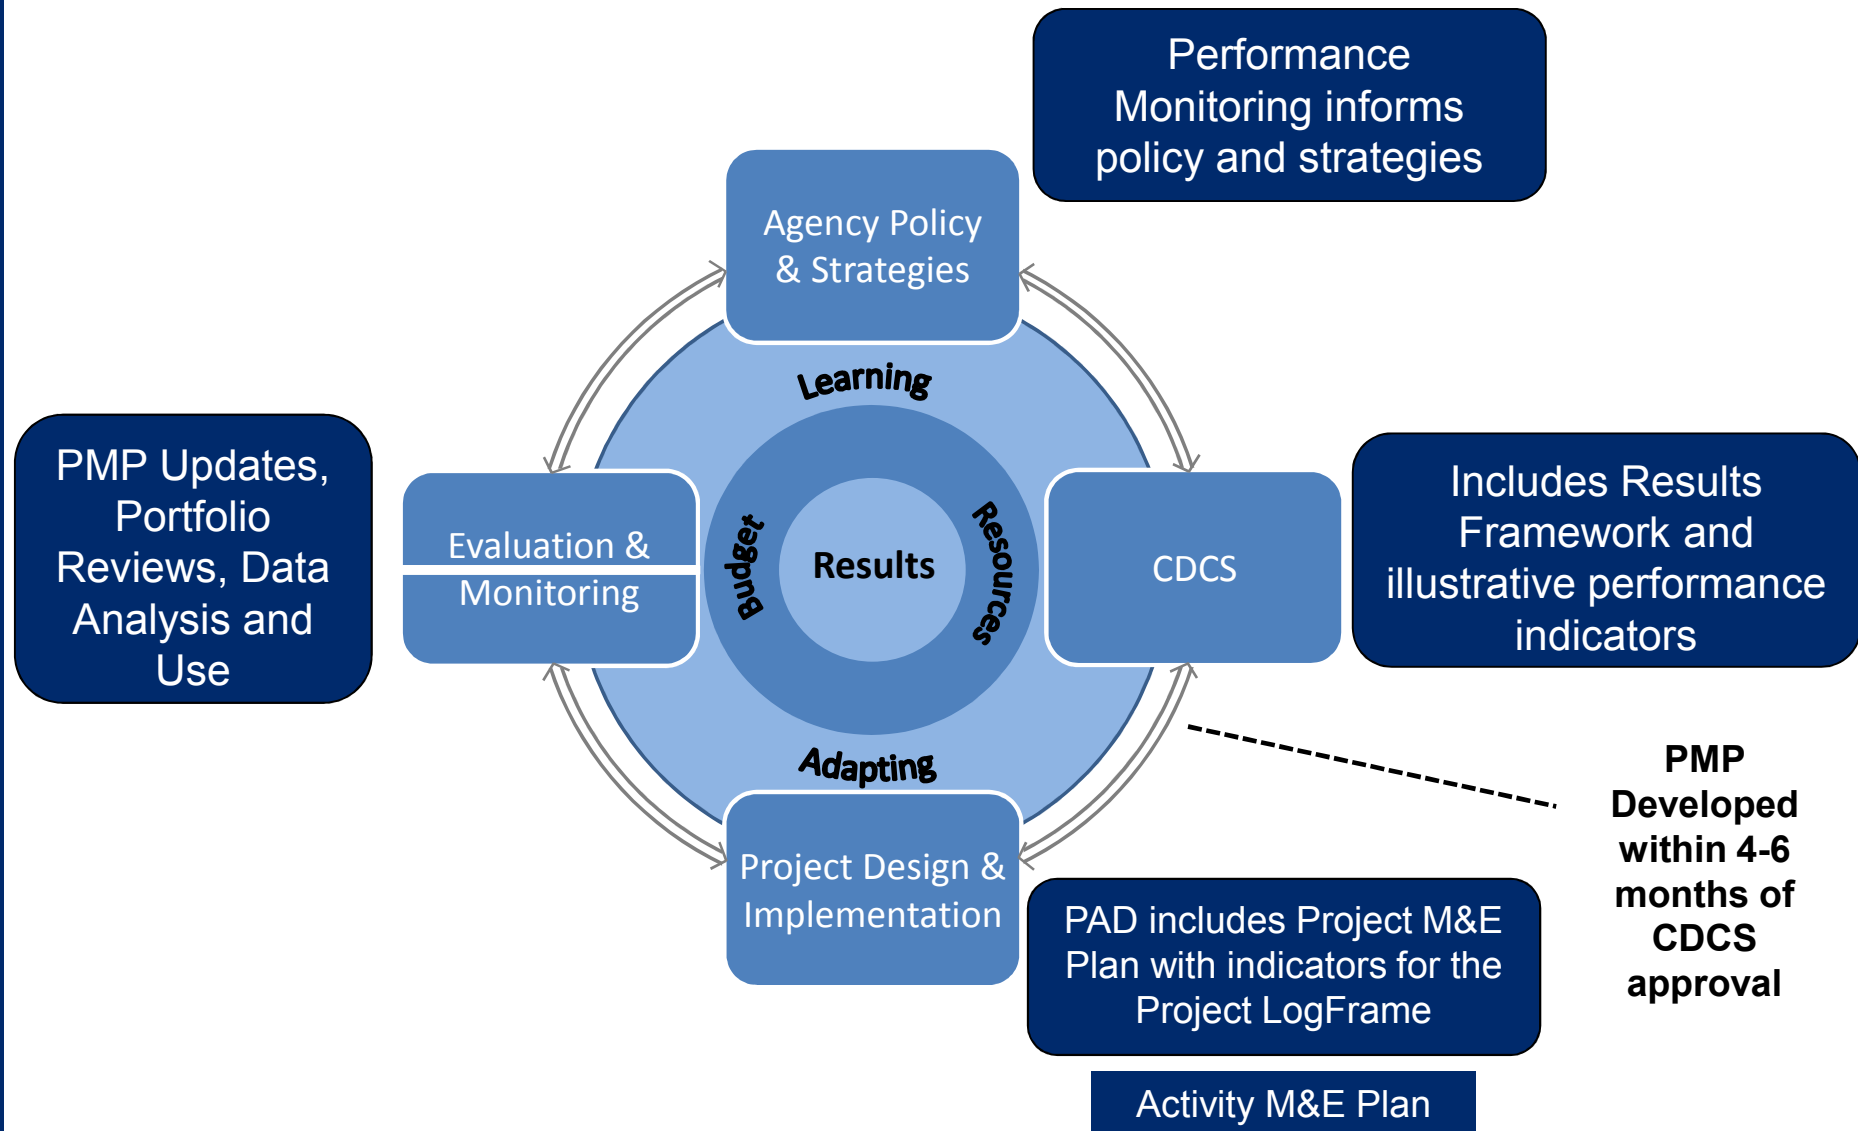 Performance
Monitoring informs
policy and strategies
Agency Policy
& Strategies
Learning
PMP Updates,
Portfolio
Reviews, Data
Analysis and
Use
Evaluation &
Monitoring
Budget
Results
Resources
CDCS
Includes Results
Framework and
illustrative performance
indicators
Adapting
PMP
Developed
within 4-6
months of
CDCS
approval
Project Design &
Implementation
PAD includes Project M&E
Plan with indicators for the
Project LogFrame
Activity M&E Plan